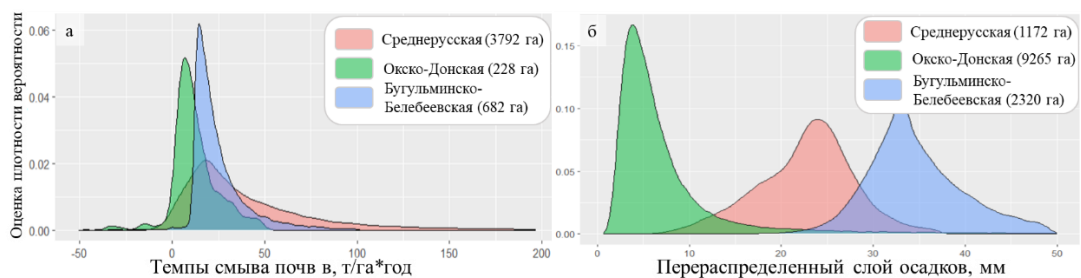 а
Среднерусская (3792 га)
Окско-Донская (228 га)
Бугульминско-
Белебеевская (682 га)
Оценка плотности вероятности
0.06
0.04
0.02
0.00
-50 0 50 100 150 200
Темпы смыва почв в, т/га*год
б
Среднерусская (1172 га)
Окско-Донская (9265 га)
Бугульминско-
Белебеевская (2320 га)
0.15
0.10
0.05
0.00
0 10 20 30 40 50
Перераспределенный слой осадков, мм